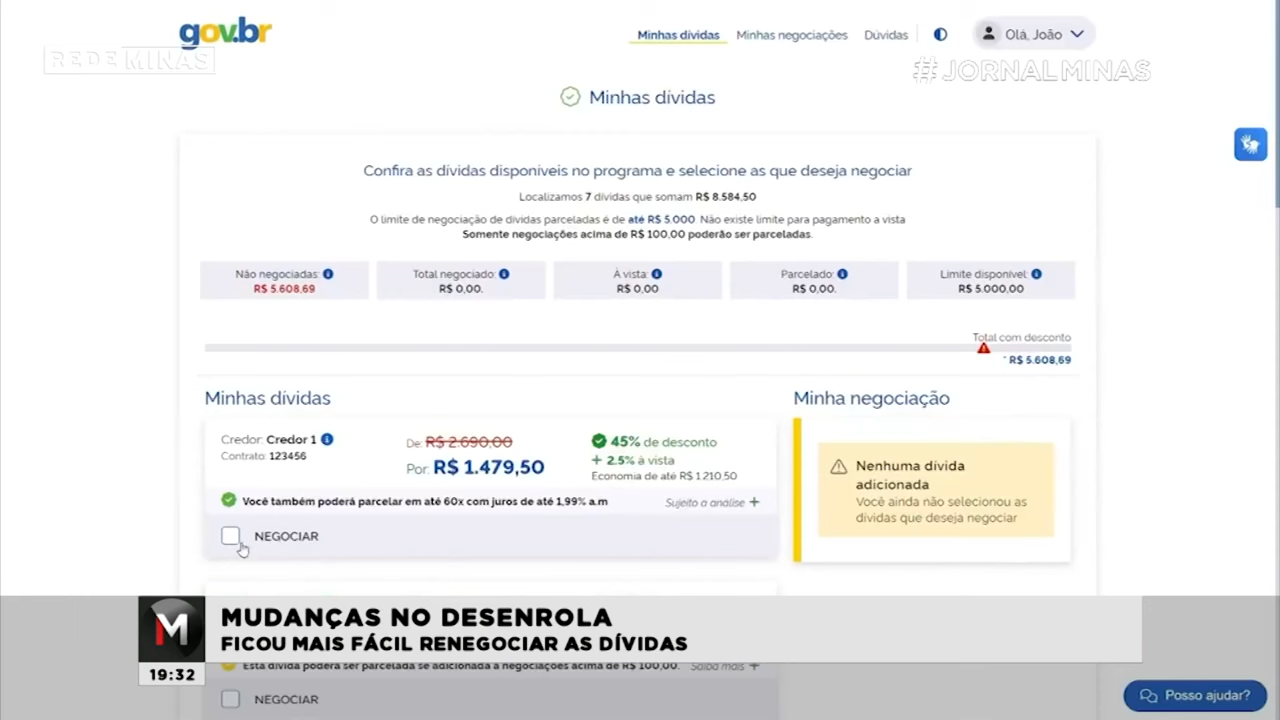 gov.br
Minhas dívidas
Minhas negociações
Dúvidas
Olá, João
REDE MINAS
#JORNALMINAS
Minhas dívidas
Confira as dívidas disponíveis no programa e selecione as que deseja negociar
Localizamos 7 dívidas que somam R$ 8.584,50
O limite de negociação de dívidas parceladas é de até R$ 5.000. Não existe limite para pagamento a vista
Somente negociações acima de R$ 100,00 poderão ser parceladas.
Não negociadas:
R$ 5.608,69
Total negociado:
R$ 0,00.
À vista:
R$ 0,00
Parcelado:
R$ 0,00.
Limite disponível:
R$ 5.000,00
Total com desconto
* R$ 5.608,69
Minhas dívidas
Credor: Credor 1
Contrato: 123456
De: R$ 2.690,00
Por: R$ 1.479,50
45% de desconto
+ 2.5% à vista
Economia de até R$ 1.210,50
Você também poderá parcelar em até 60x com juros de até 1,99% a.m
Sujeito a análise +
NEGOCIAR
Minha negociação
Nenhuma dívida
adicionada
Você ainda não selecionou as
dívidas que deseja negociar
M
MUDANÇAS NO DESENROLA
FICOU MAIS FÁCIL RENEGOCIAR AS DÍVIDAS
19:32
Esta dívida poderá ser parcelada se adicionada a negociações acima de R$ 100,00.
Saiba mais +
NEGOCIAR
Posso ajudar?